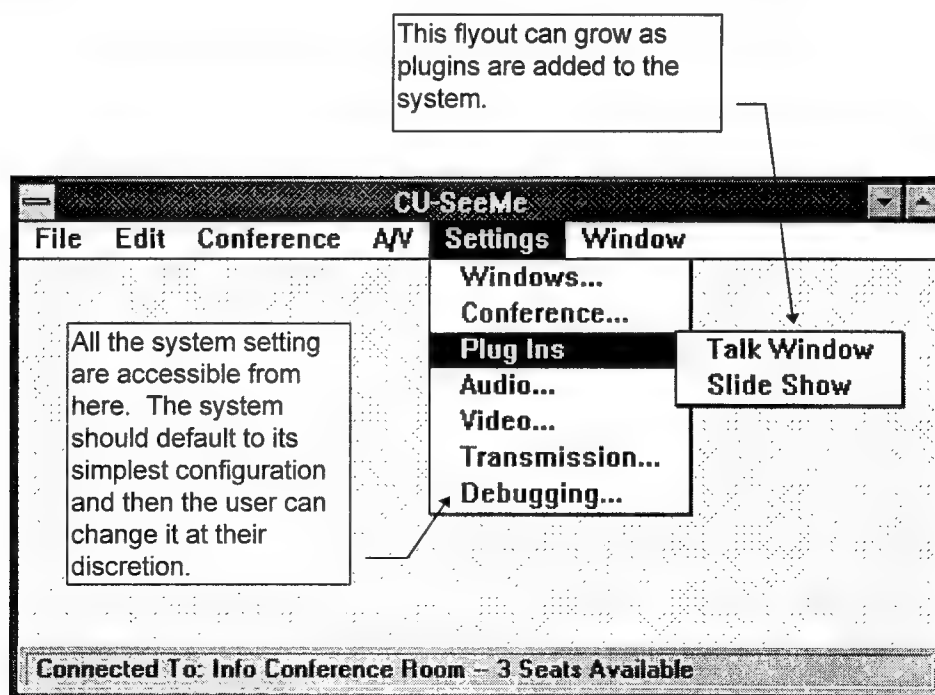 This flyout can grow as
plugins are added to the
system.
CU-SeeMe
File Edit Conference A/V Settings Window
Windows...
Conference...
Plug Ins
Audio...
Video...
Transmission...
Debugging...
Talk Window
Slide Show
All the system setting
are accessible from
here. The system
should default to its
simplest configuration
and then the user can
change it at their
discretion.
Connected To: Info Conference Room -- 3 Seats Available